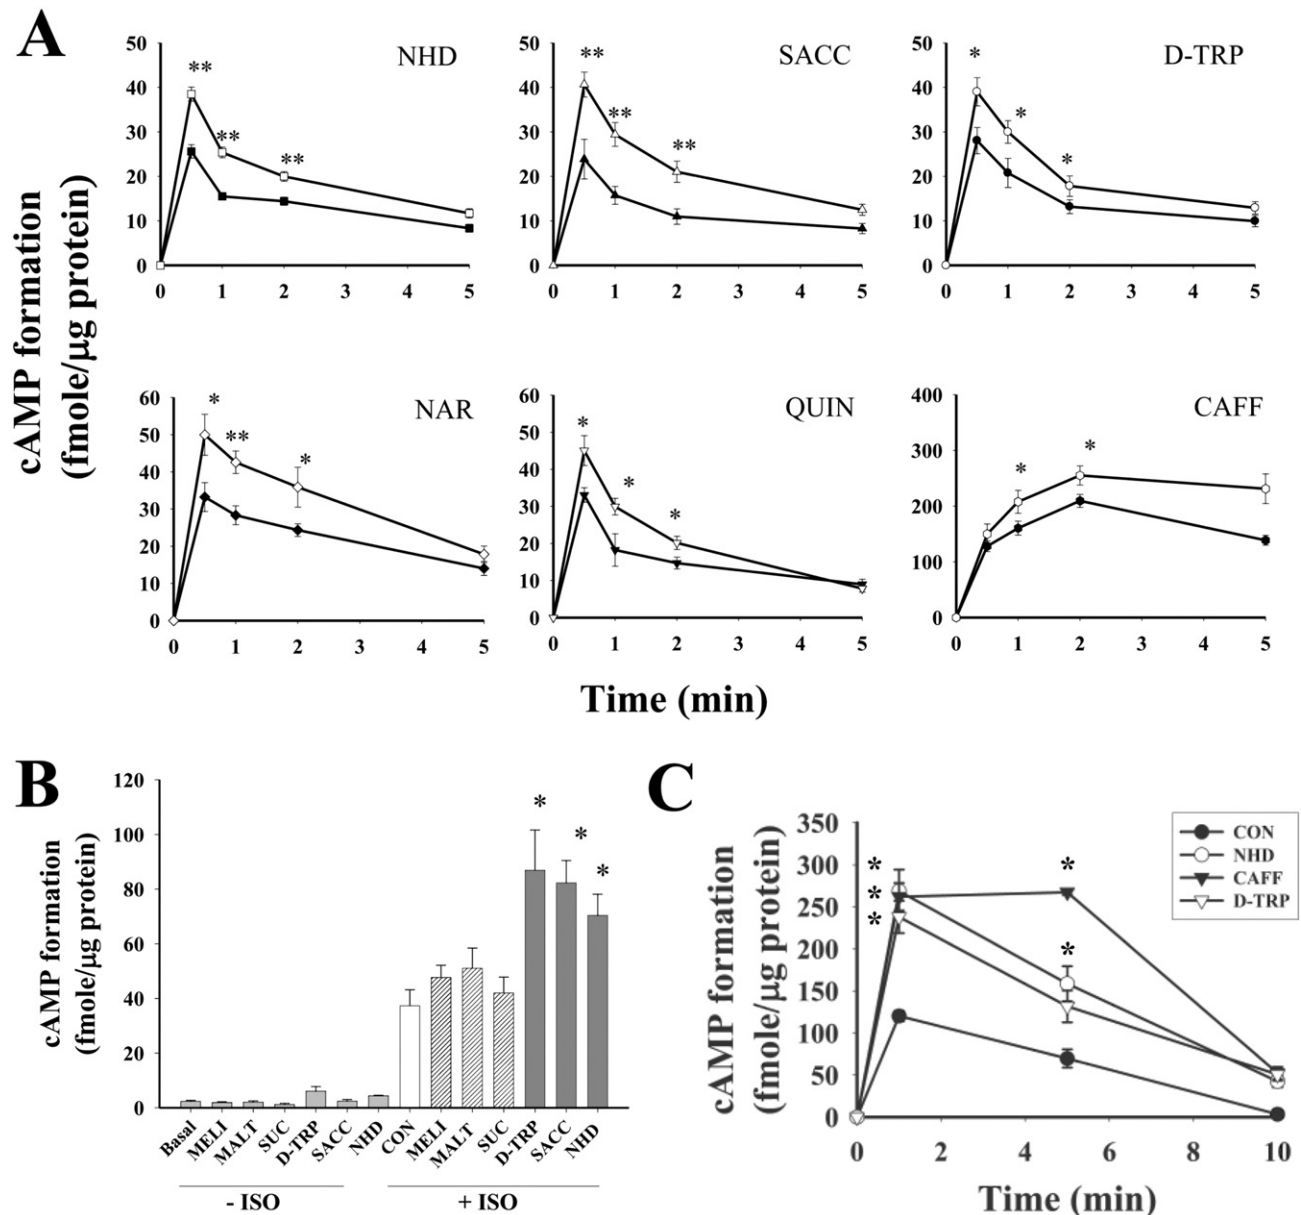 A
cAMP formation
(fmole/μg protein)
NHD
50
40
30
20
10
0
** ** **
0 1 2 3 4 5
SACC
50
40
30
20
10
0
** ** **
0 1 2 3 4 5
D-TRP
50
40
30
20
10
0
* * *
0 1 2 3 4 5
NAR
60
50
40
30
20
10
0
* ** *
0 1 2 3 4 5
QUIN
60
50
40
30
20
10
0
* * *
0 1 2 3 4 5
CAFF
400
300
200
100
0
* *
0 1 2 3 4 5
Time (min)
B
cAMP formation
(fmole/μg protein)
120
100
80
60
40
20
0
* * *
Basal MELI MALT SUC D-TRP SACC NHD CON MELI MALT SUC D-TRP SACC NHD
- ISO + ISO
C
cAMP formation
(fmole/μg protein)
350
300
250
200
150
100
50
0
*
*
*
*
*
CON
NHD
CAFF
D-TRP
0 2 4 6 8 10
Time (min)